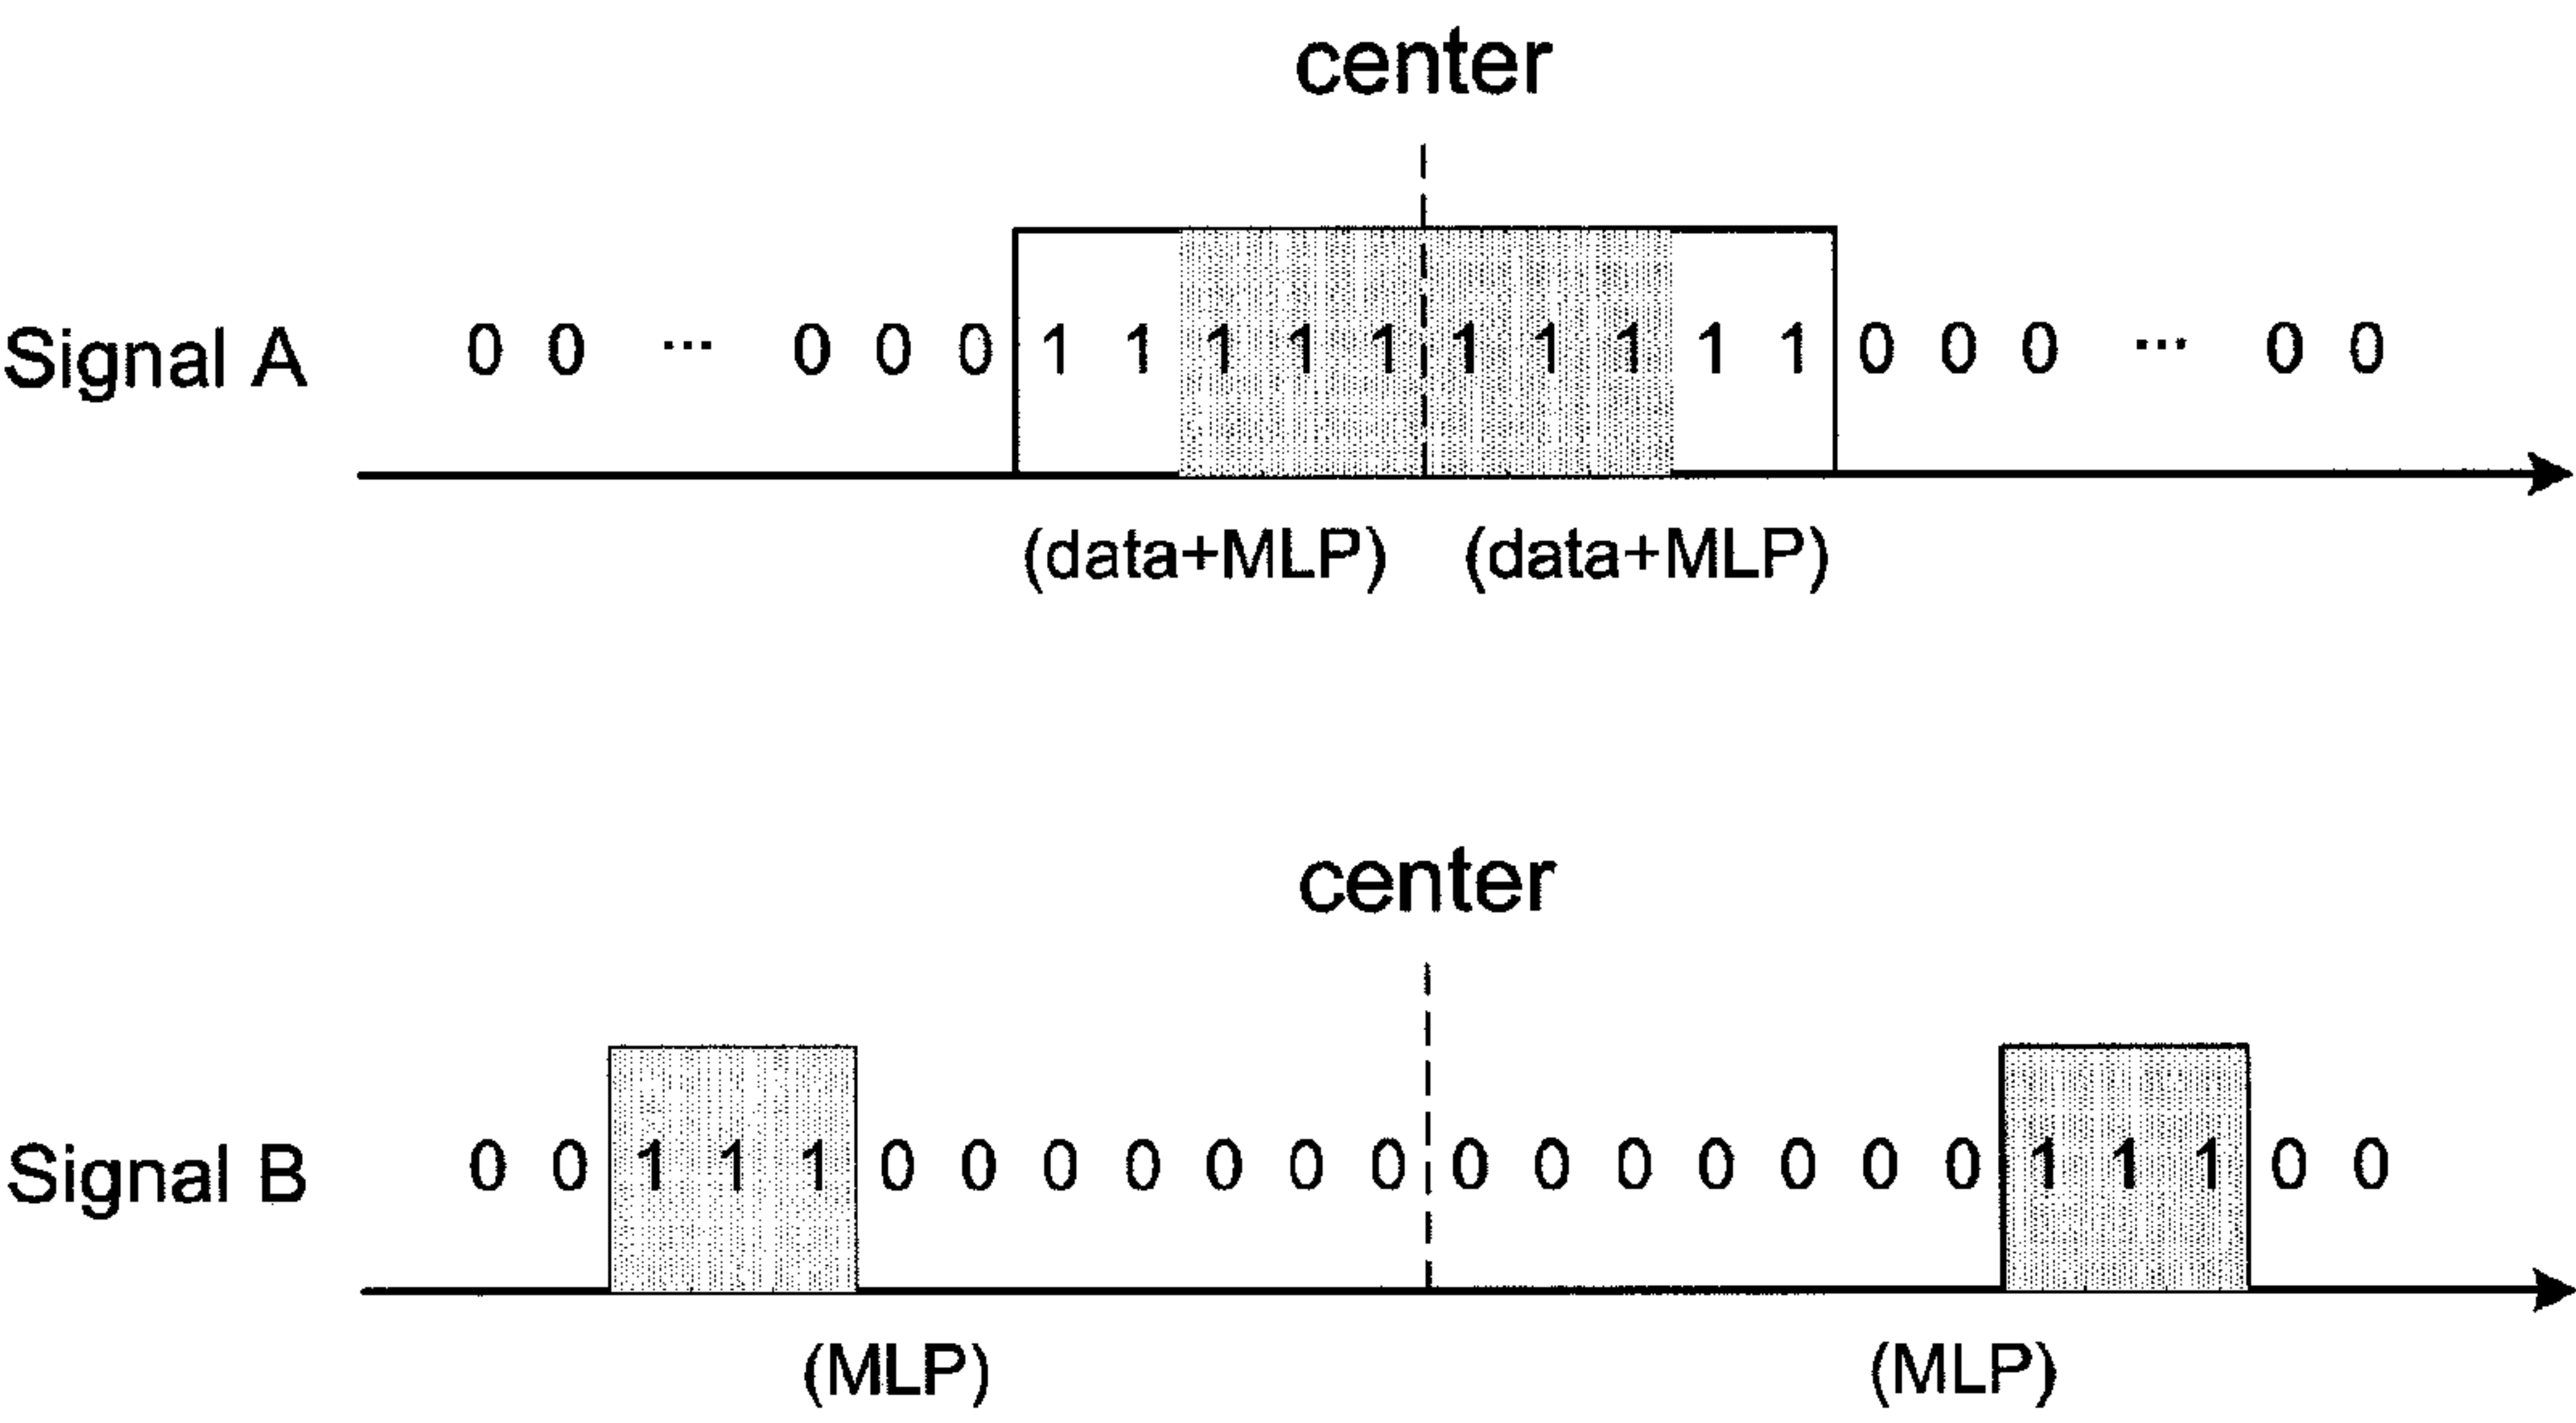 center
Signal A 0 0 ... 0 0 0 1 1 1 1 1 1 1 1 1 1 0 0 0 ... 0 0
(data+MLP) (data+MLP)
center
Signal B 0 0 1 1 1 0 0 0 0 0 0 0 0 0 0 0 0 0 0 1 1 1 0 0
(MLP) (MLP)